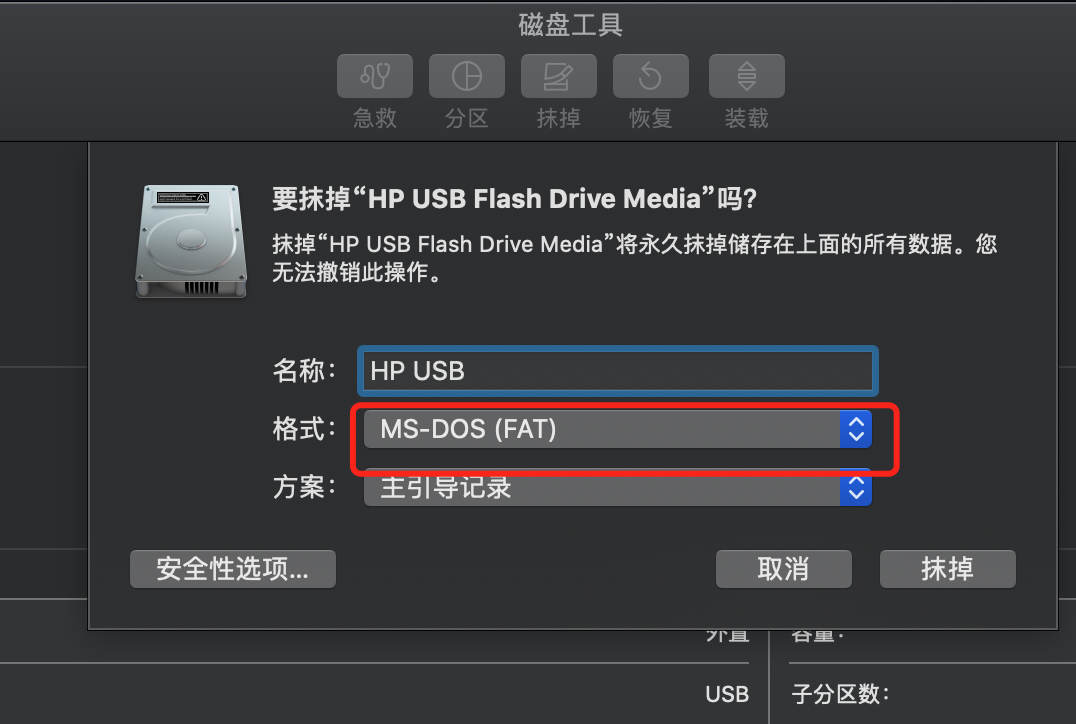 磁盘工具
急救
分区
抹掉
恢复
装载
要抹掉“HP USB Flash Drive Media”吗?
抹掉“HP USB Flash Drive Media”将永久抹掉储存在上面的所有数据。您
无法撤销此操作。
名称：
HP USB
格式：
MS-DOS (FAT)
方案：
主引导记录
安全性选项...
取消
抹掉
外置
容量：
USB
子分区数：